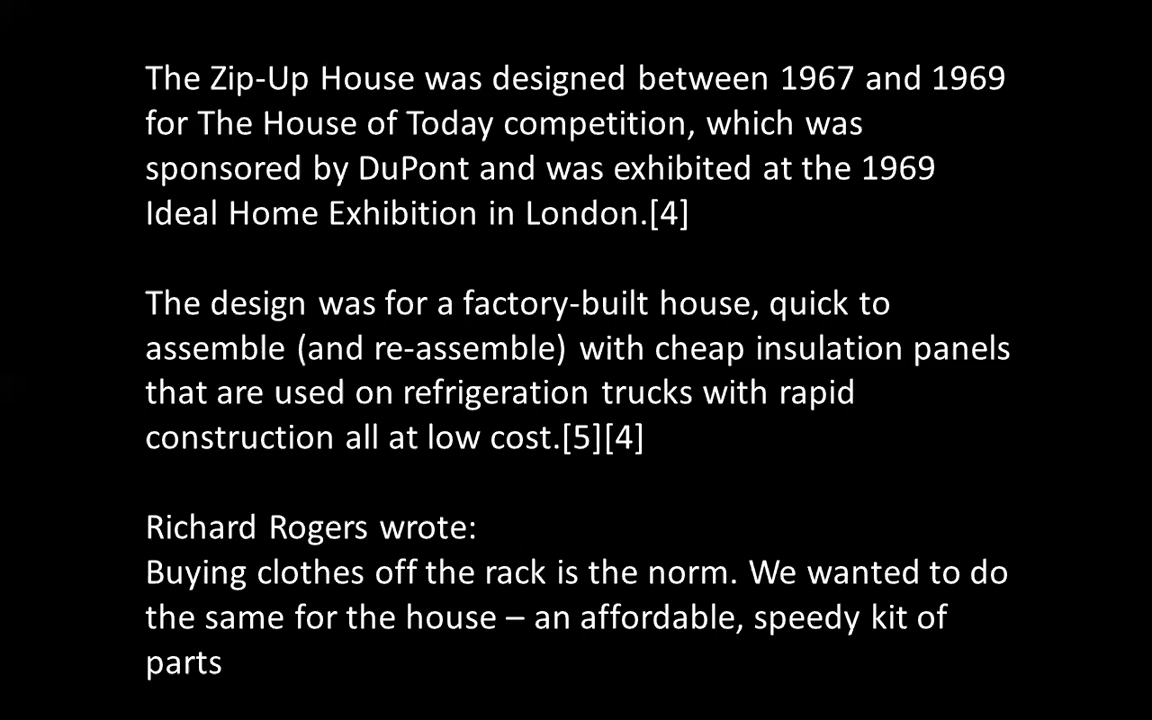 The Zip-Up House was designed between 1967 and 1969
for The House of Today competition, which was
sponsored by DuPont and was exhibited at the 1969
Ideal Home Exhibition in London.[4]
The design was for a factory-built house, quick to
assemble (and re-assemble) with cheap insulation panels
that are used on refrigeration trucks with rapid
construction all at low cost.[5][4]
Richard Rogers wrote:
Buying clothes off the rack is the norm. We wanted to do
the same for the house – an affordable, speedy kit of
parts